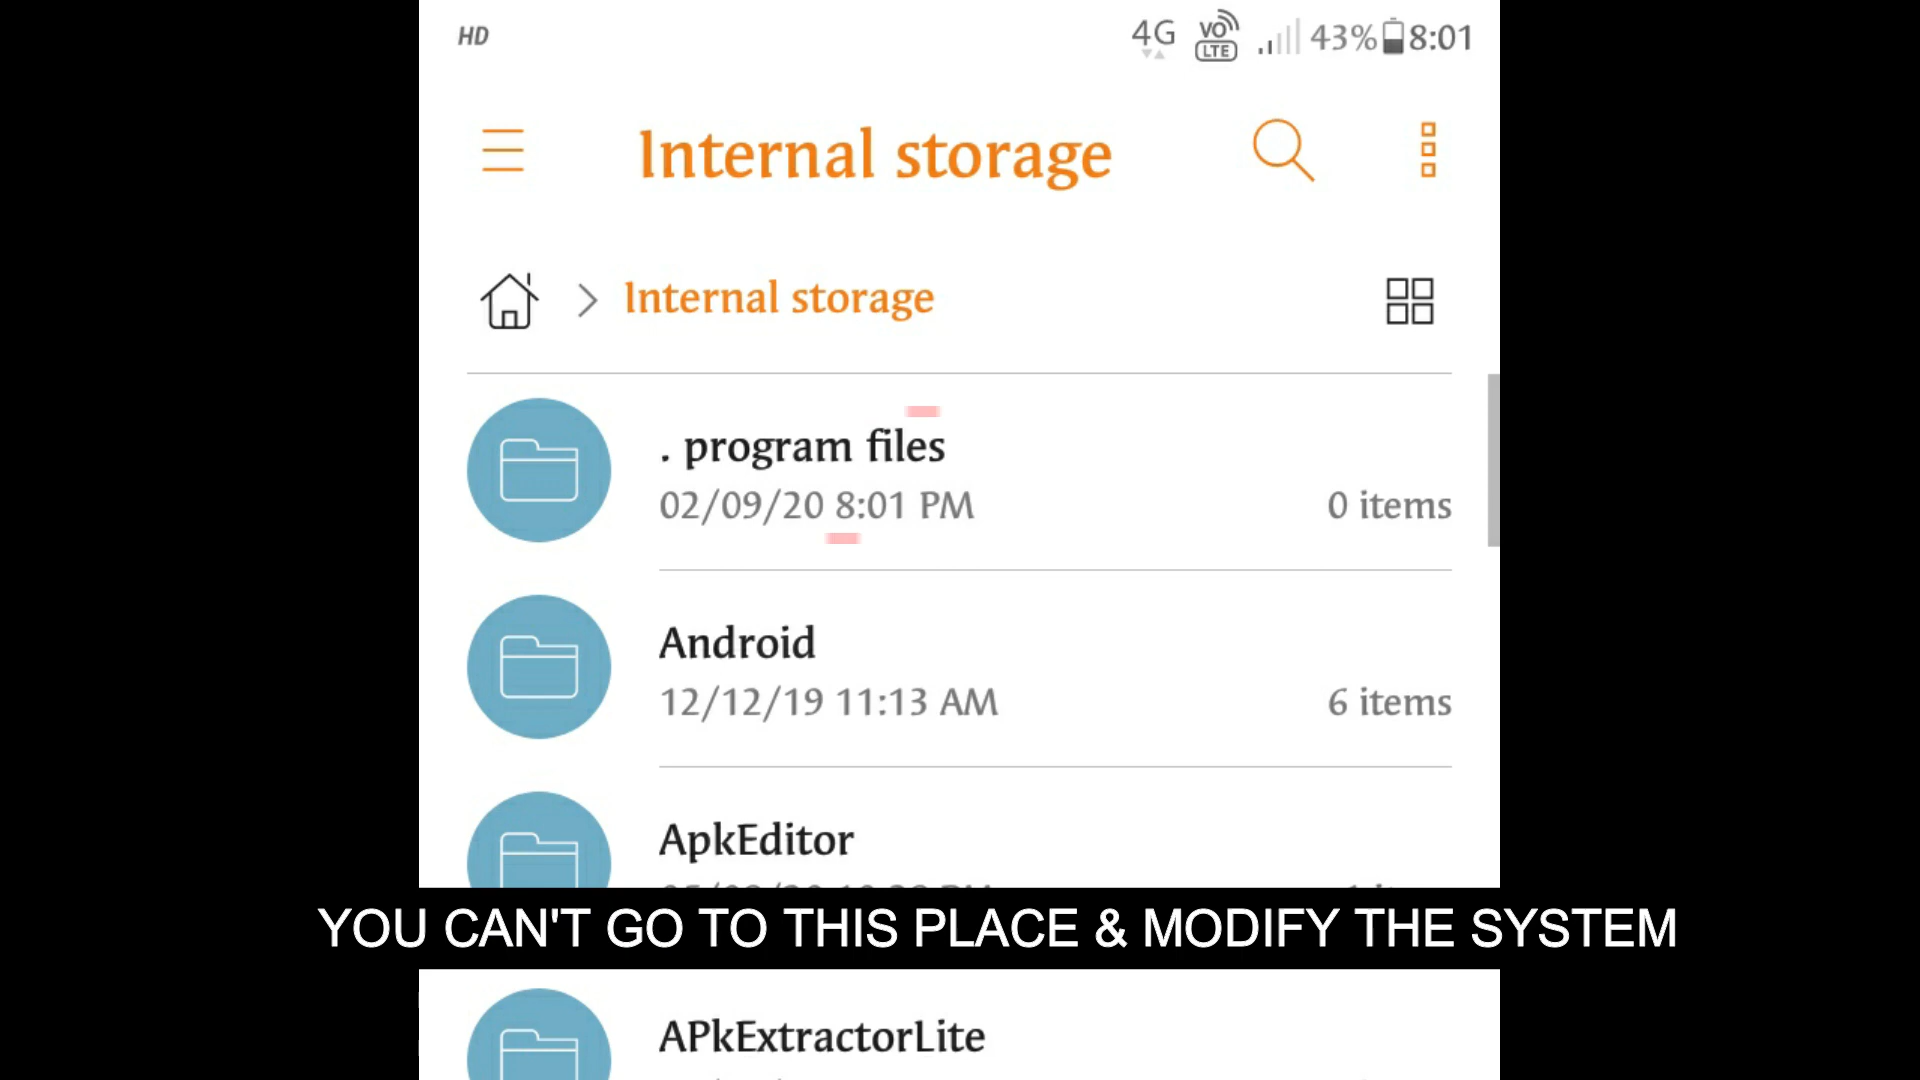 HD 4G VO LTE 43% 8:01
Internal storage
Internal storage
. program files
02/09/20 8:01 PM 0 items
Android
12/12/19 11:13 AM 6 items
ApkEditor
YOU CAN'T GO TO THIS PLACE & MODIFY THE SYSTEM
APkExtractorLite